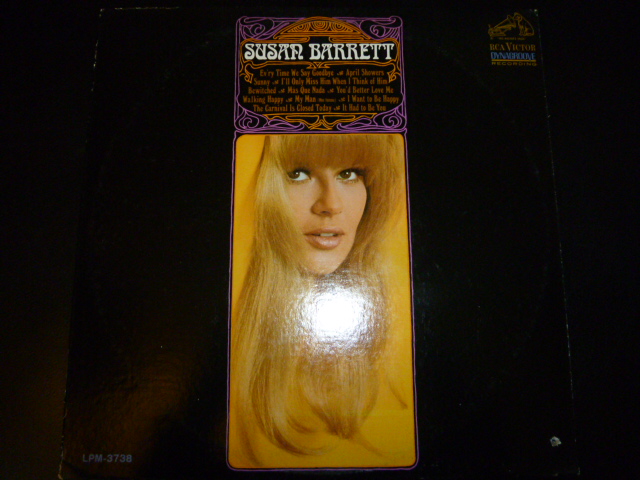 SUSAN BARRETT
Ev'ry Time We Say Goodbye April Showers
Sunny I'll Only Miss Him When I Think of Him
Bewitched Mas Que Nada You'd Better Love Me
Walking Happy My Man I Want to Be Happy
The Carnival Is Closed Today It Had to Be You
RCA VICTOR
DYNAGROOVE
RECORDING
LPM-3738